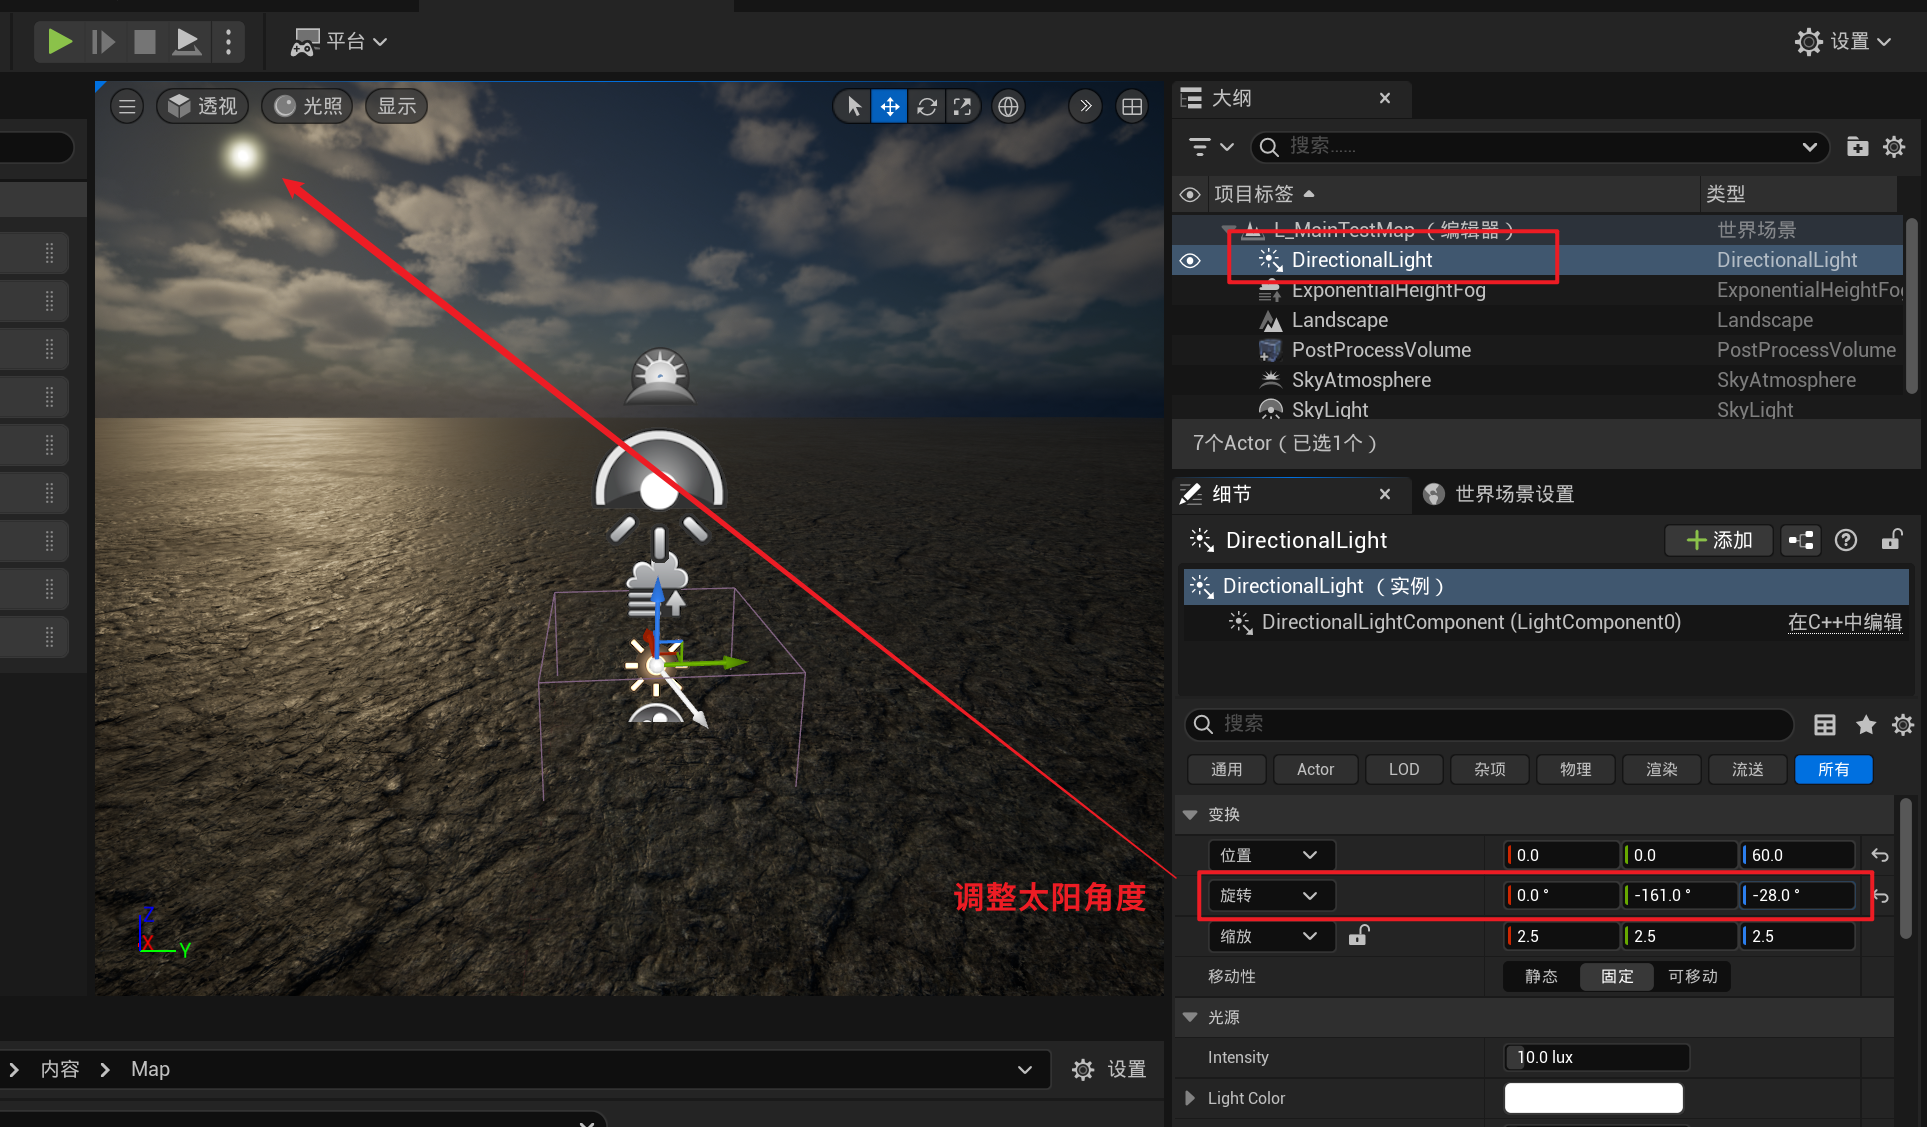 平台
设置
透视
光照
显示
大纲
搜索......
项目标签
类型
L_MainTestMap（编辑器）
世界场景
DirectionalLight
DirectionalLight
ExponentialHeightFog
ExponentialHeightFo
Landscape
Landscape
PostProcessVolume
PostProcessVolume
SkyAtmosphere
SkyAtmosphere
SkyLight
SkyLight
7个Actor（已选1个）
细节
世界场景设置
DirectionalLight
添加
DirectionalLight （实例）
DirectionalLightComponent (LightComponent0)
在C++中编辑
搜索
通用
Actor
LOD
杂项
物理
渲染
流送
所有
变换
位置
0.0
0.0
60.0
调整太阳角度
旋转
0.0 °
-161.0 °
-28.0 °
缩放
2.5
2.5
2.5
移动性
静态
固定
可移动
光源
Intensity
10.0 lux
Light Color
Z
X
Y
内容
Map
设置